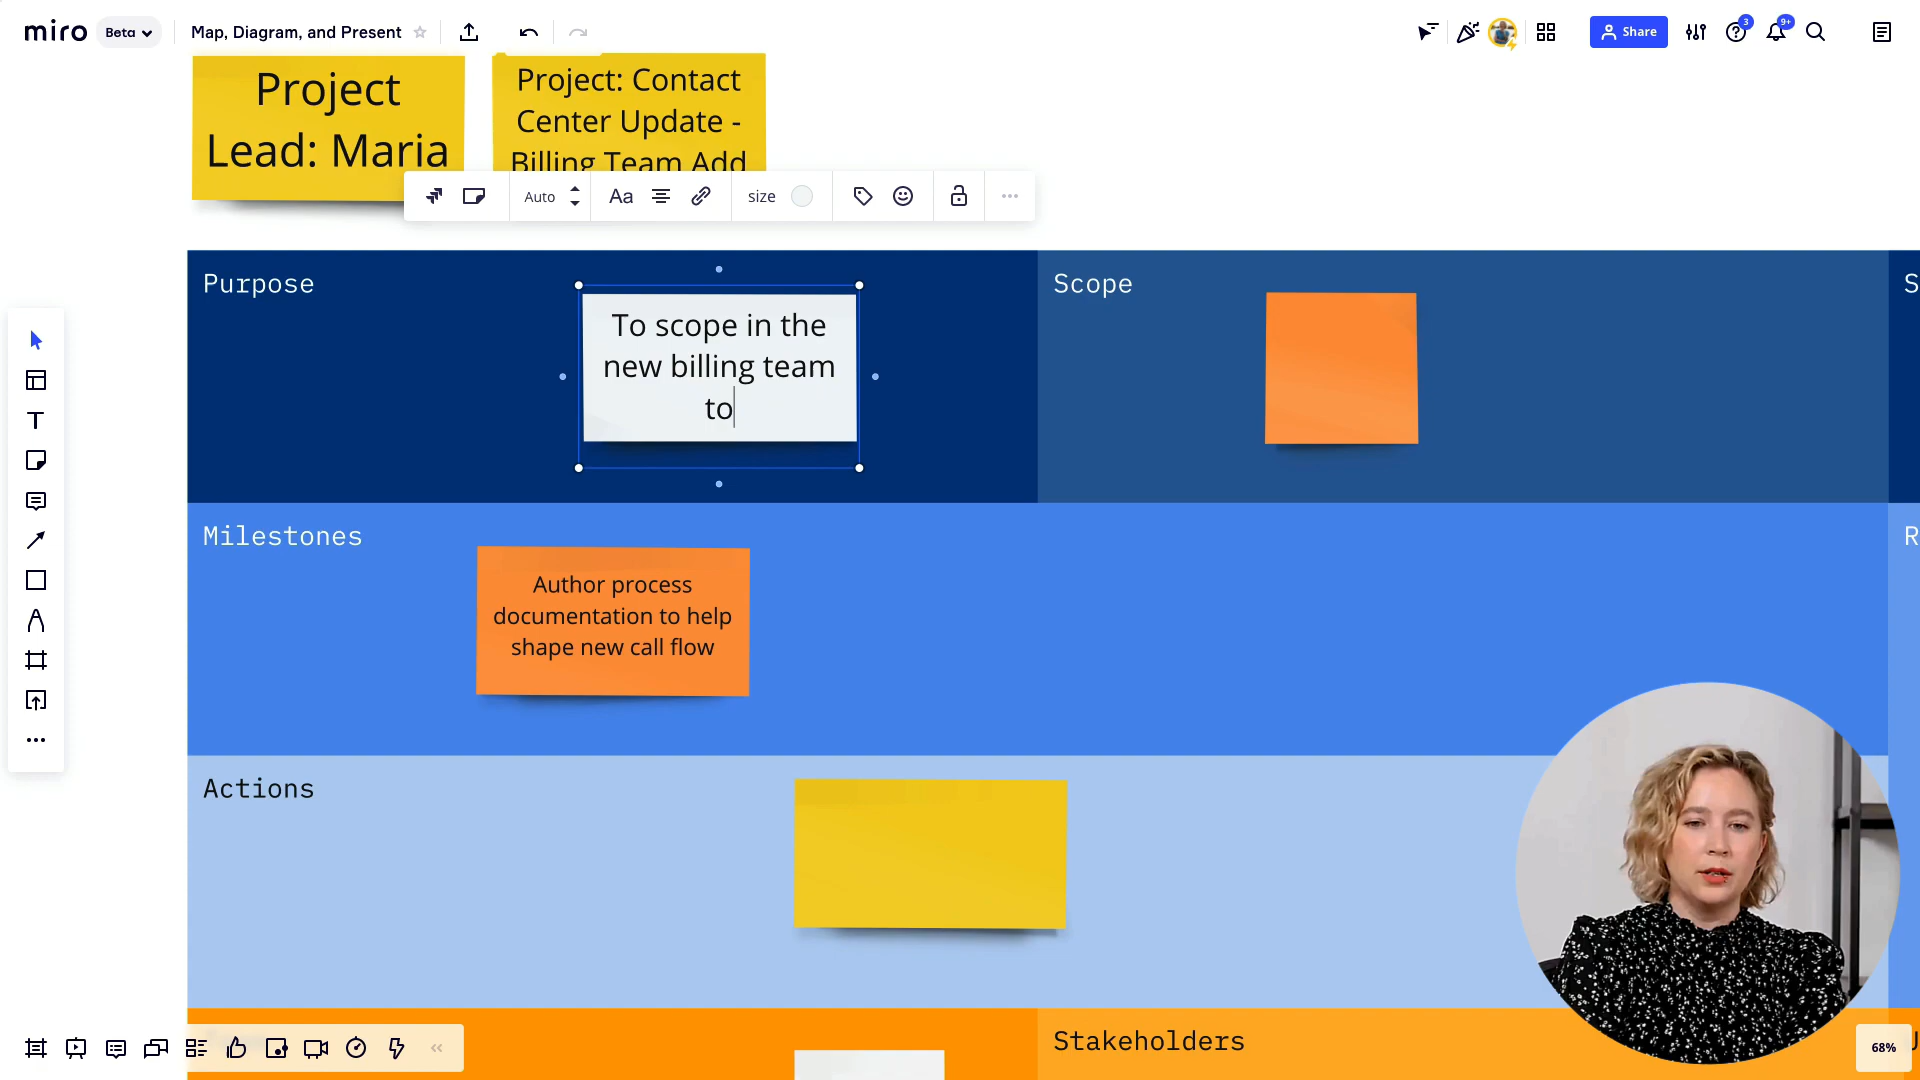 miro
Beta
Map, Diagram, and Present
Share
3
9+
Project
Lead: Maria
Project: Contact
Center Update -
Billing Team Add
Auto
Aa
size
Purpose
To scope in the
new billing team
to
Scope
S
Milestones
Author process
documentation to help
shape new call flow
R
Actions
Stakeholders
68%